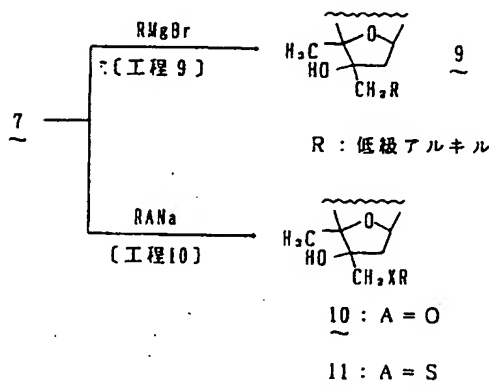 RMgBr
〔工程9〕
7
O
H₃C
HO
CH₂R
9
R : 低級アルキル
RANa
〔工程10〕
O
H₃C
HO
CH₂XR
10 : A = O
11 : A = S